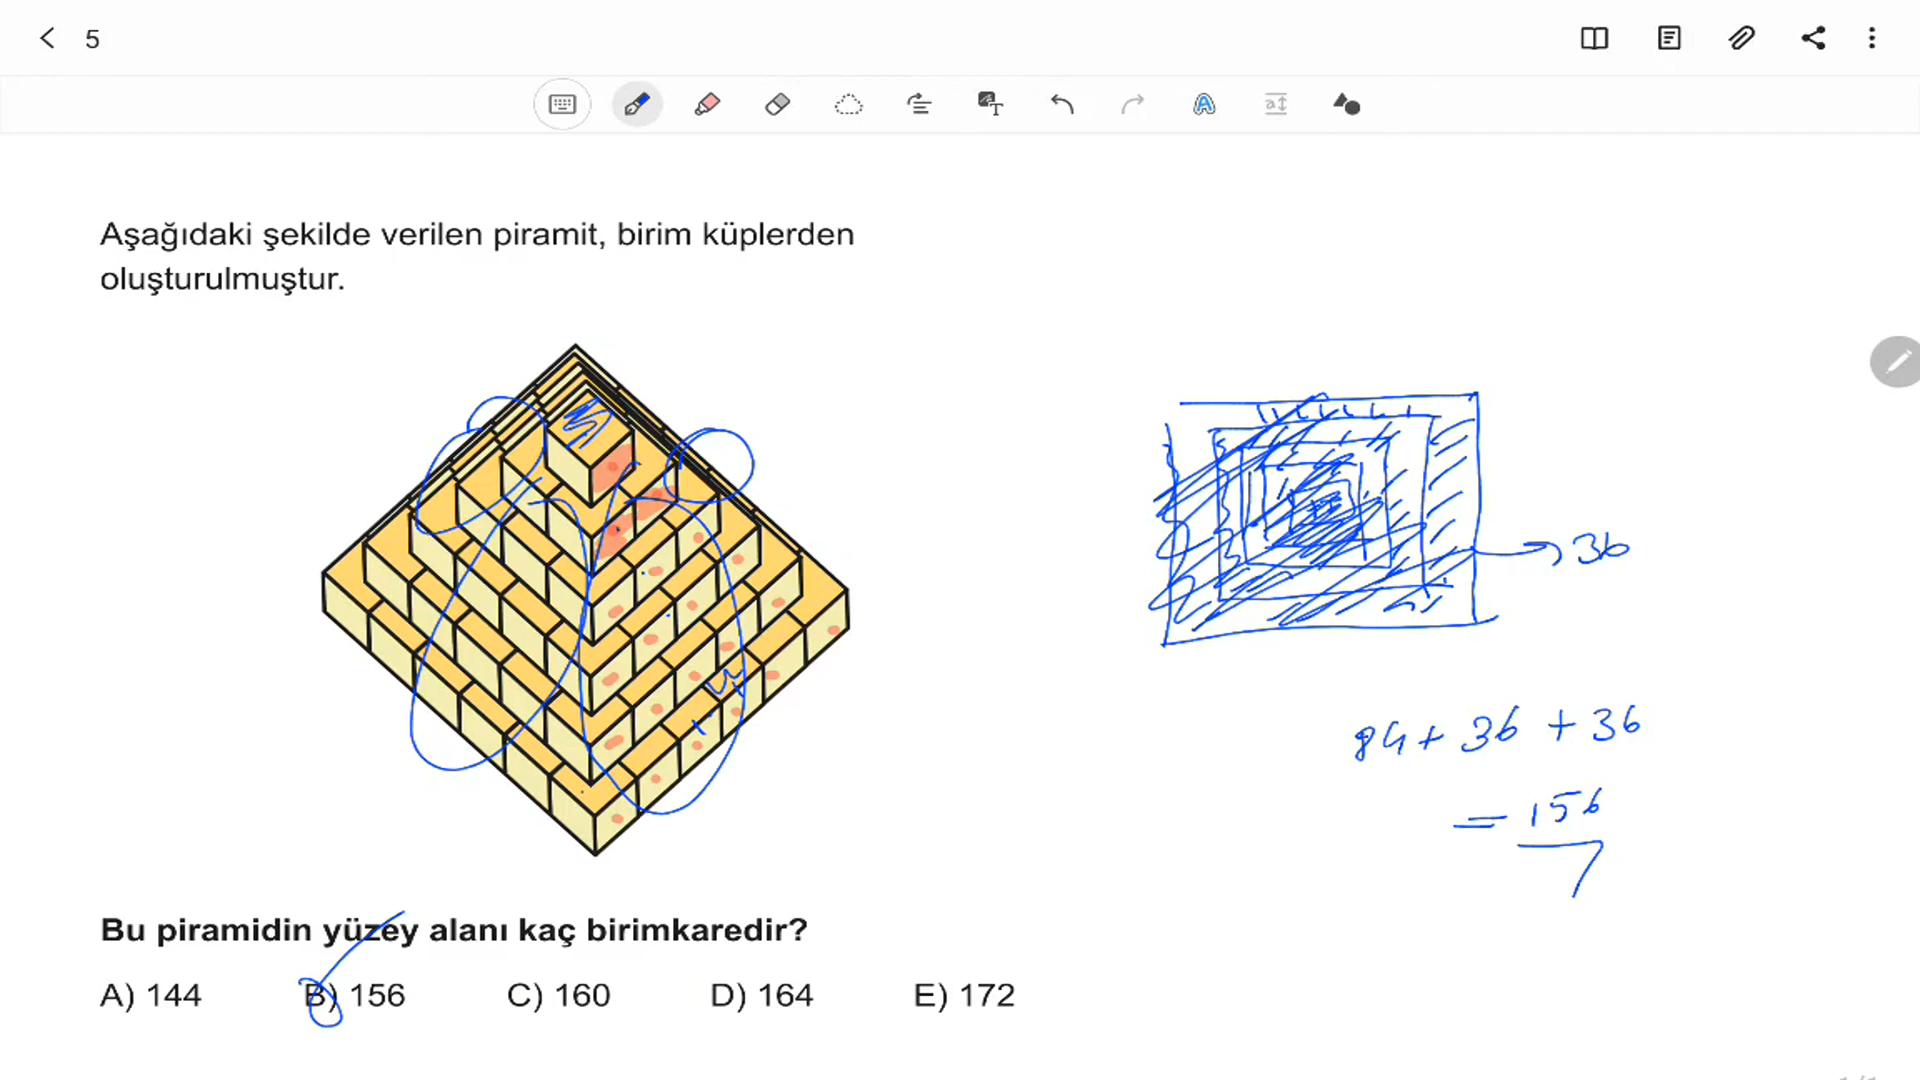 5
Aşağıdaki şekilde verilen piramit, birim küplerden
oluşturulmuştur.
36
84 + 36 + 36
= 156
Bu piramidin yüzey alanı kaç birimkaredir?
A) 144 B) 156 C) 160 D) 164 E) 172